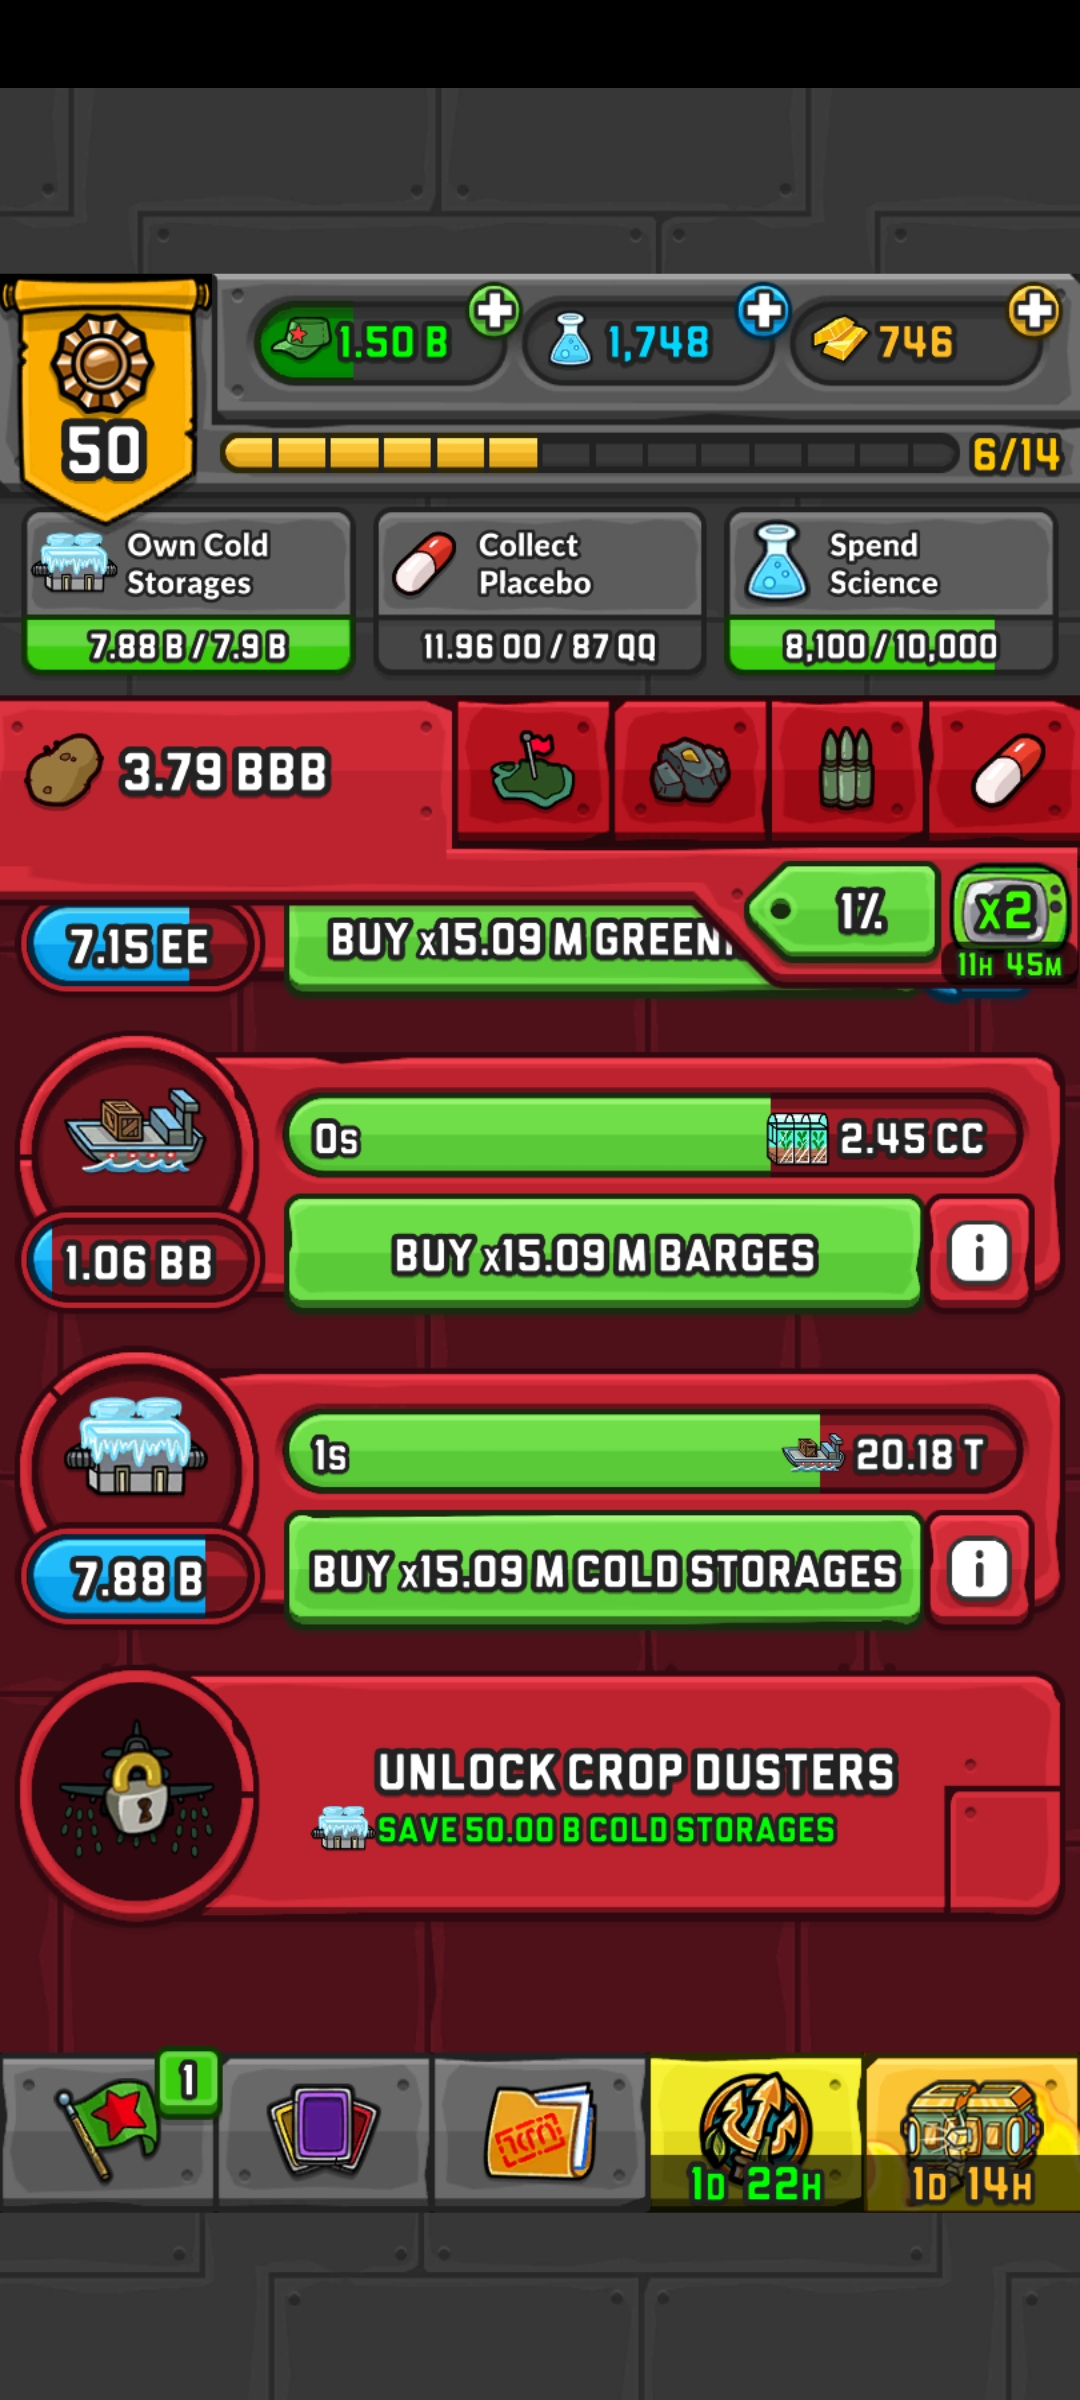 1.50 B
1,748
746
50
6/14
Own Cold
Storages
7.88 B / 7.9 B
Collect
Placebo
11.96 OO / 87 QQ
Spend
Science
8,100 / 10,000
3.79 BBB
1%
x2
11H 45M
7.15 EE
BUY x15.09 M
0s
2.45 CC
1.06 BB
BUY x15.09 M BARGES
i
1s
20.18 T
7.88 B
BUY x15.09 M COLD STORAGES
i
UNLOCK CROP DUSTERS
SAVE 50.00 B COLD STORAGES
1
1D 22H
1D 14H